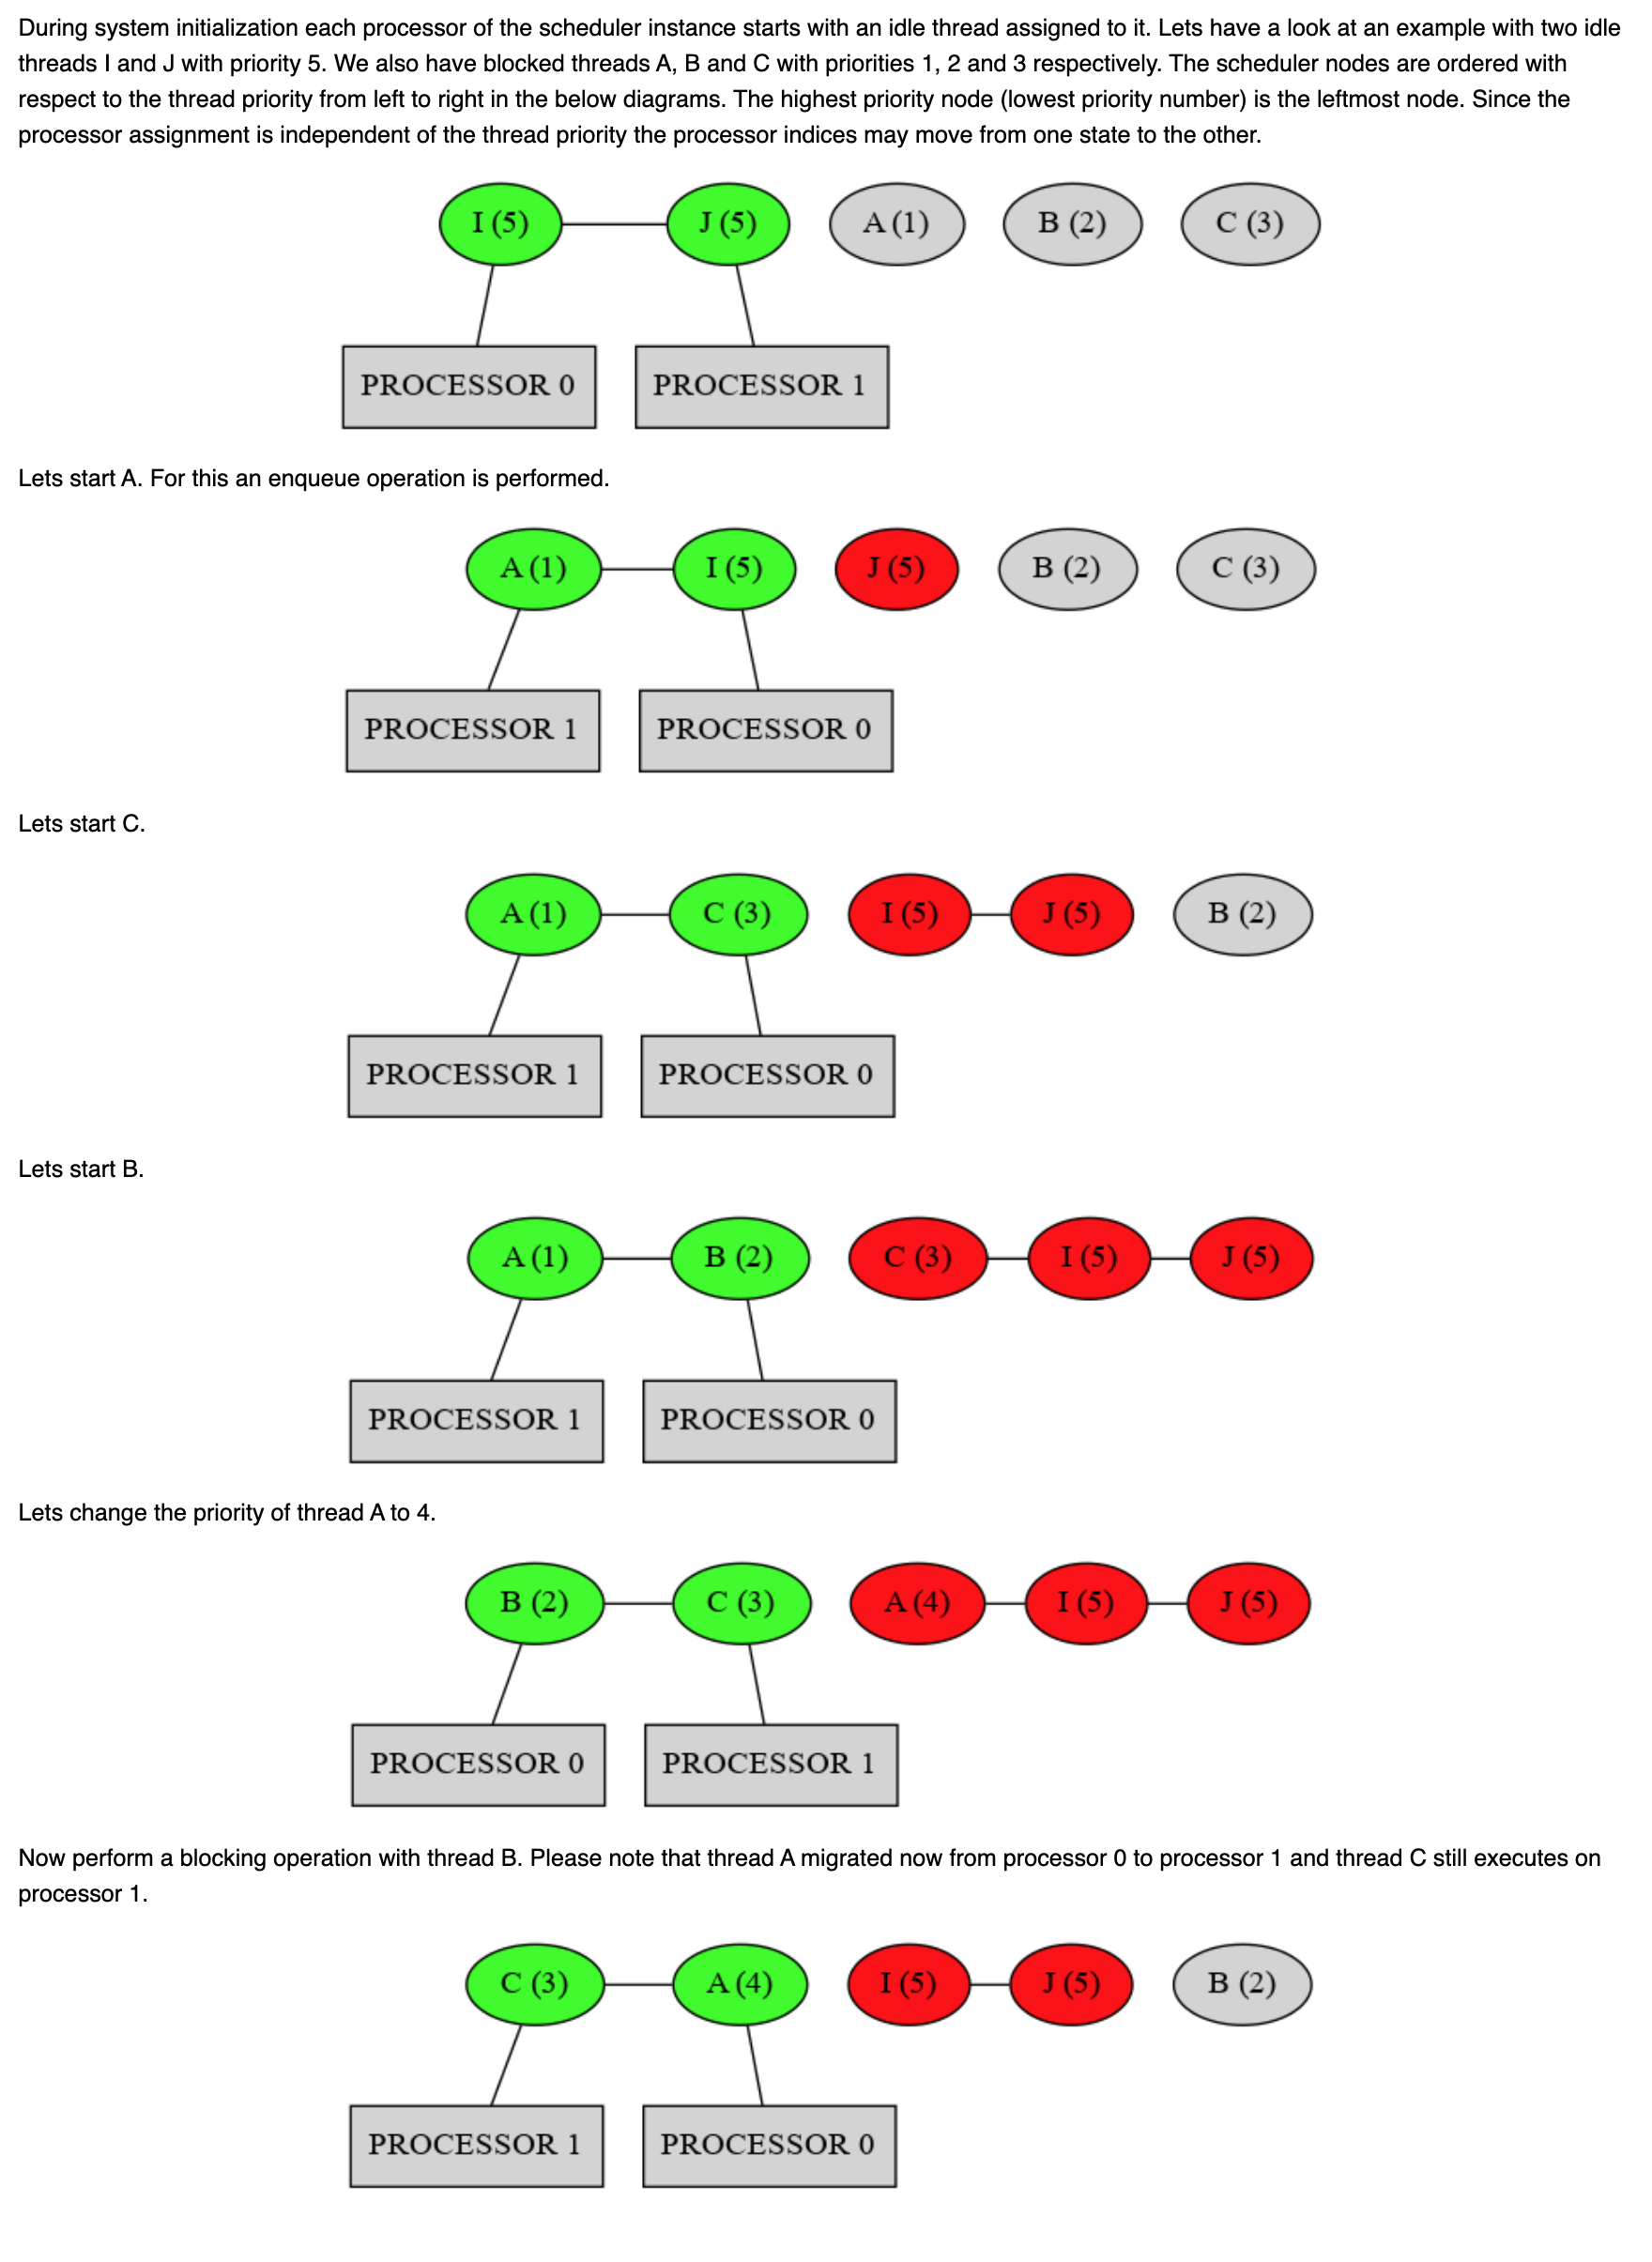 During system initialization each processor of the scheduler instance starts with an idle thread assigned to it. Lets have a look at an example with two idle
threads I and J with priority 5. We also have blocked threads A, B and C with priorities 1, 2 and 3 respectively. The scheduler nodes are ordered with
respect to the thread priority from left to right in the below diagrams. The highest priority node (lowest priority number) is the leftmost node. Since the
processor assignment is independent of the thread priority the processor indices may move from one state to the other.
I (5) J (5) A (1) B (2) C (3)
PROCESSOR 0 PROCESSOR 1
Lets start A. For this an enqueue operation is performed.
A (1) I (5) J (5) B (2) C (3)
PROCESSOR 1 PROCESSOR 0
Lets start C.
A (1) C (3) I (5) J (5) B (2)
PROCESSOR 1 PROCESSOR 0
Lets start B.
A (1) B (2) C (3) I (5) J (5)
PROCESSOR 1 PROCESSOR 0
Lets change the priority of thread A to 4.
B (2) C (3) A (4) I (5) J (5)
PROCESSOR 0 PROCESSOR 1
Now perform a blocking operation with thread B. Please note that thread A migrated now from processor 0 to processor 1 and thread C still executes on
processor 1.
C (3) A (4) I (5) J (5) B (2)
PROCESSOR 1 PROCESSOR 0